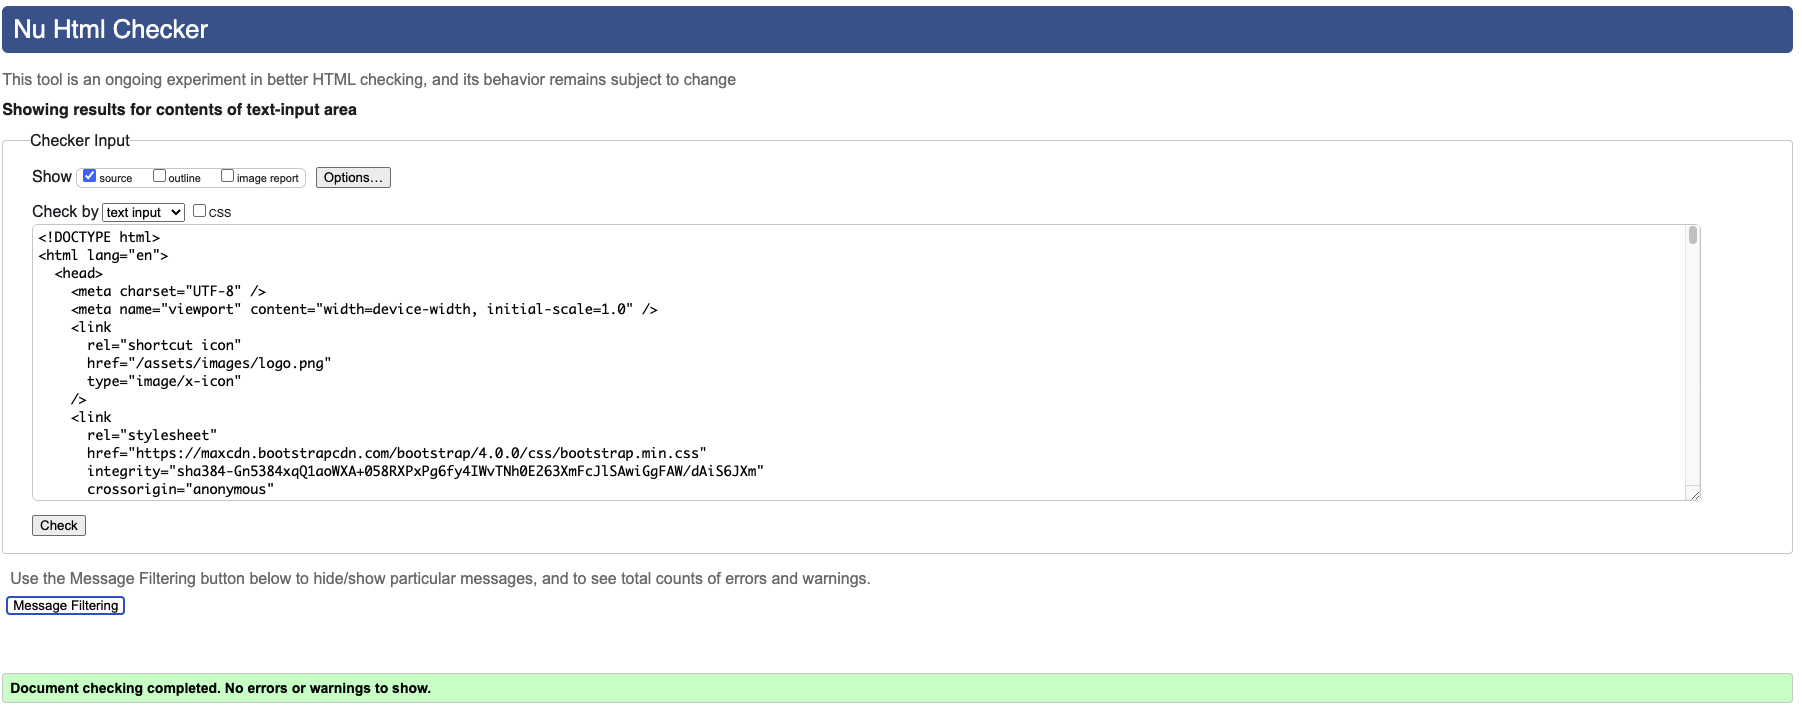 Nu Html Checker
This tool is an ongoing experiment in better HTML checking, and its behavior remains subject to change
Showing results for contents of text-input area
Checker Input
Show source outline image report Options...
Check by text input CSS
<!DOCTYPE html>
<html lang="en">
  <head>
    <meta charset="UTF-8" />
    <meta name="viewport" content="width=device-width, initial-scale=1.0" />
    <link
      rel="shortcut icon"
      href="/assets/images/logo.png"
      type="image/x-icon"
    />
    <link
      rel="stylesheet"
      href="https://maxcdn.bootstrapcdn.com/bootstrap/4.0.0/css/bootstrap.min.css"
      integrity="sha384-Gn5384xqQ1aoWXA+058RXPxPg6fy4IWvTNh0E263XmFcJlSAwiGgFAW/dAiS6JXm"
      crossorigin="anonymous"
Check
Use the Message Filtering button below to hide/show particular messages, and to see total counts of errors and warnings.
Message Filtering
Document checking completed. No errors or warnings to show.